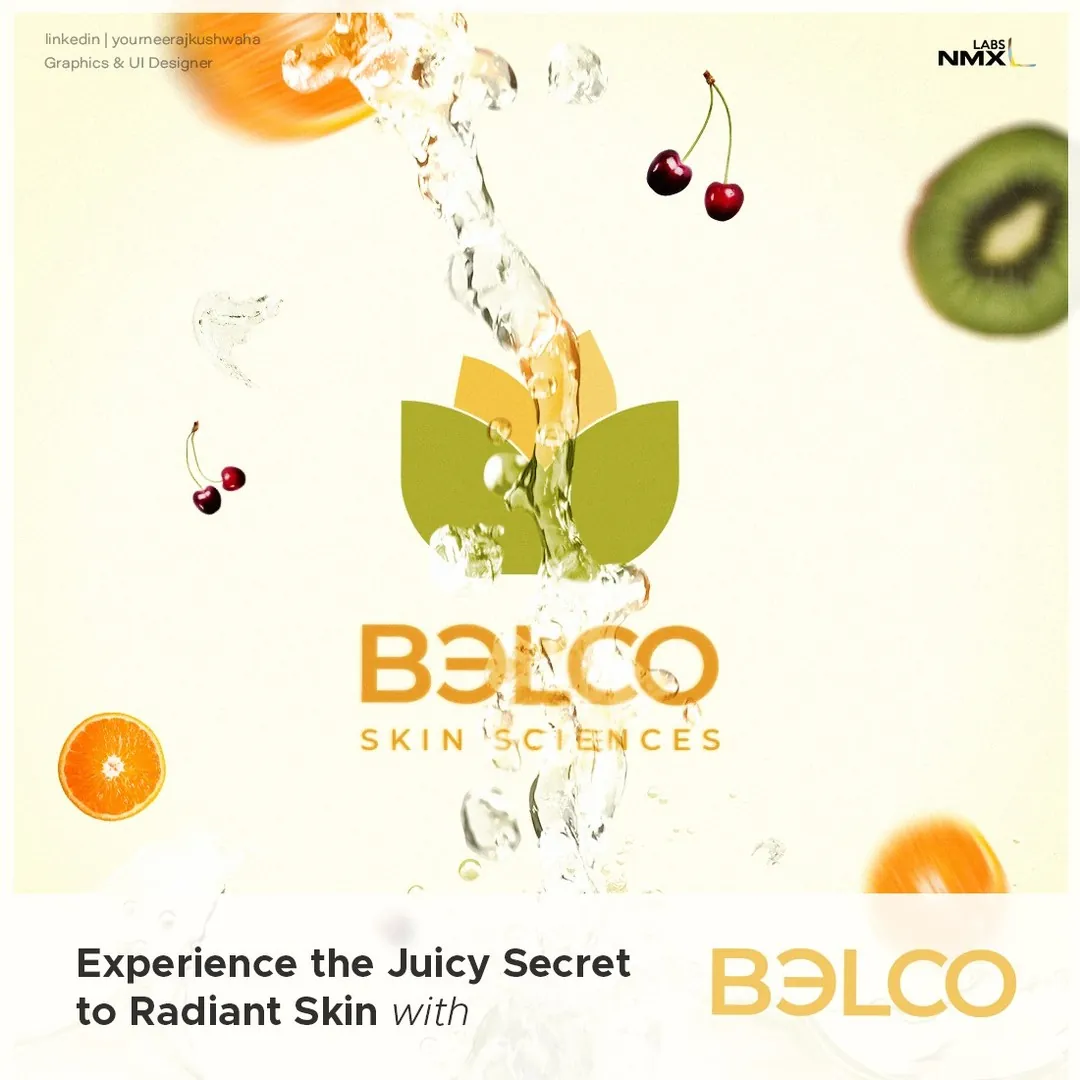 linkedin | yourneerajkushwaha
Graphics & UI Designer
LABS
NMX
BƎLCO
SKIN SCIENCES
Experience the Juicy Secret
to Radiant Skin with
BƎLCO